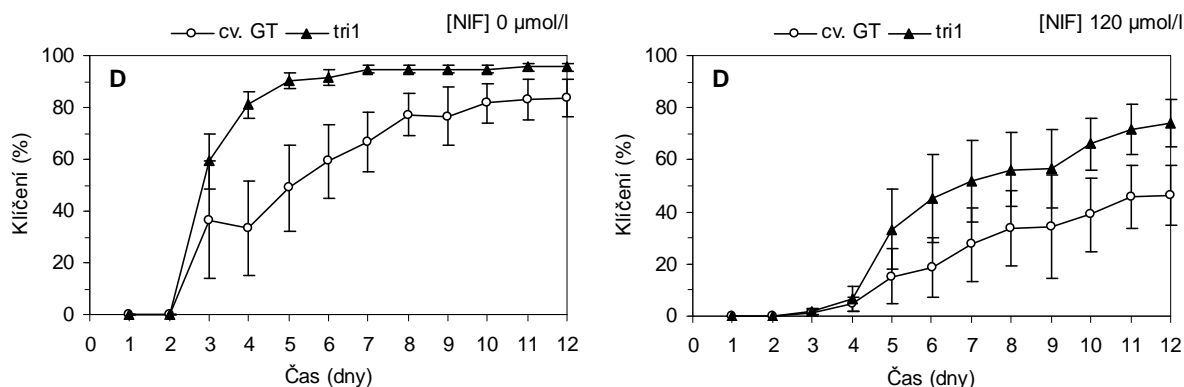 cv. GT tri1 [NIF] 0 µmol/l
D
Klíčení (%)
100
80
60
40
20
0
0 1 2 3 4 5 6 7 8 9 10 11 12
Čas (dny)
cv. GT tri1 [NIF] 120 µmol/l
D
Klíčení (%)
100
80
60
40
20
0
0 1 2 3 4 5 6 7 8 9 10 11 12
Čas (dny)